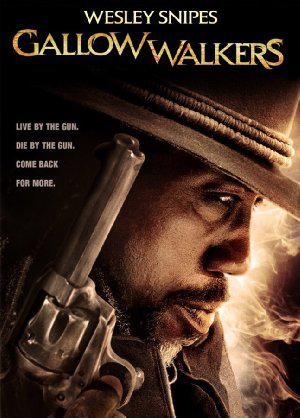 WESLEY SNIPES
GALLOWWALKERS
LIVE BY THE GUN.
DIE BY THE GUN.
COME BACK
FOR MORE.